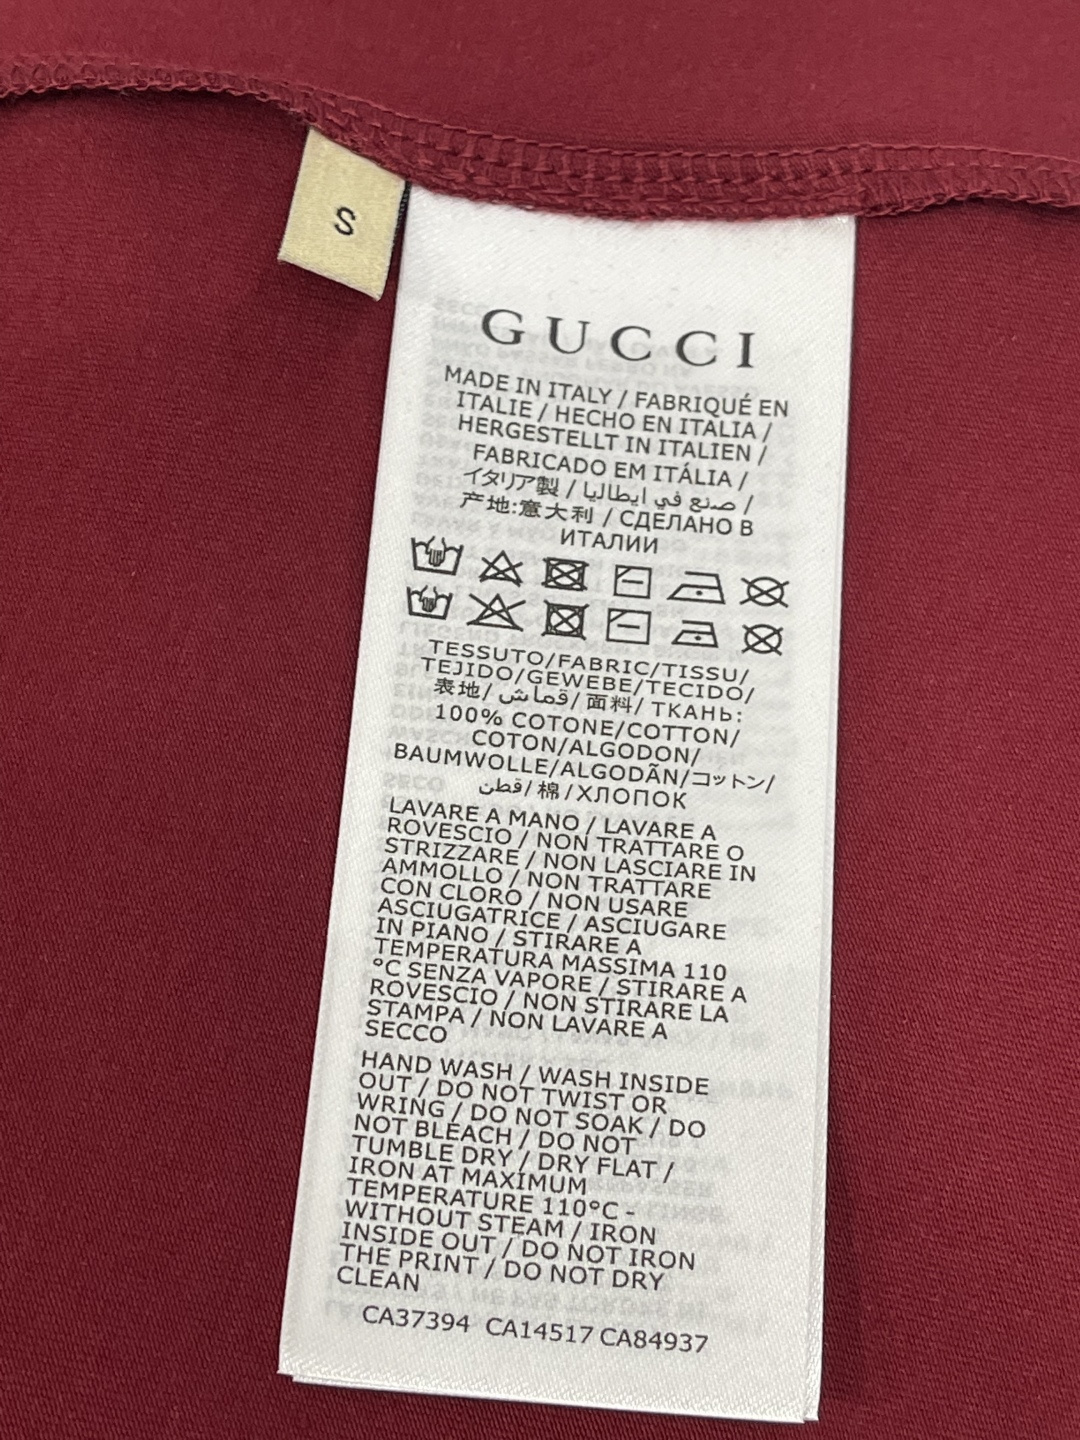 S
GUCCI
MADE IN ITALY / FABRIQUÉ EN
ITALIE / HECHO EN ITALIA /
HERGESTELLT IN ITALIEN /
FABRICADO EM ITÁLIA /
イタリア製 / صنع في ايطاليا /
产地:意大利 / СДЕЛАНО В
ИТАЛИИ
TESSUTO/FABRIC/TISSU/
TEJIDO/GEWEBE/TECIDO/
表地/ قماش/ 面料/ ТКАНЬ:
100% COTONE/COTTON/
COTON/ALGODON/
BAUMWOLLE/ALGODÃN/コットン/
قطن/ 棉/ХЛОПОК
LAVARE A MANO / LAVARE A
ROVESCIO / NON TRATTARE O
STRIZZARE / NON LASCIARE IN
AMMOLLO / NON TRATTARE
CON CLORO / NON USARE
ASCIUGATRICE / ASCIUGARE
IN PIANO / STIRARE A
TEMPERATURA MASSIMA 110
°C SENZA VAPORE / STIRARE A
ROVESCIO / NON STIRARE LA
STAMPA / NON LAVARE A
SECCO
HAND WASH / WASH INSIDE
OUT / DO NOT TWIST OR
WRING / DO NOT SOAK / DO
NOT BLEACH / DO NOT
TUMBLE DRY / DRY FLAT /
IRON AT MAXIMUM
TEMPERATURE 110°C -
WITHOUT STEAM / IRON
INSIDE OUT / DO NOT IRON
THE PRINT / DO NOT DRY
CLEAN
CA37394 CA14517 CA84937